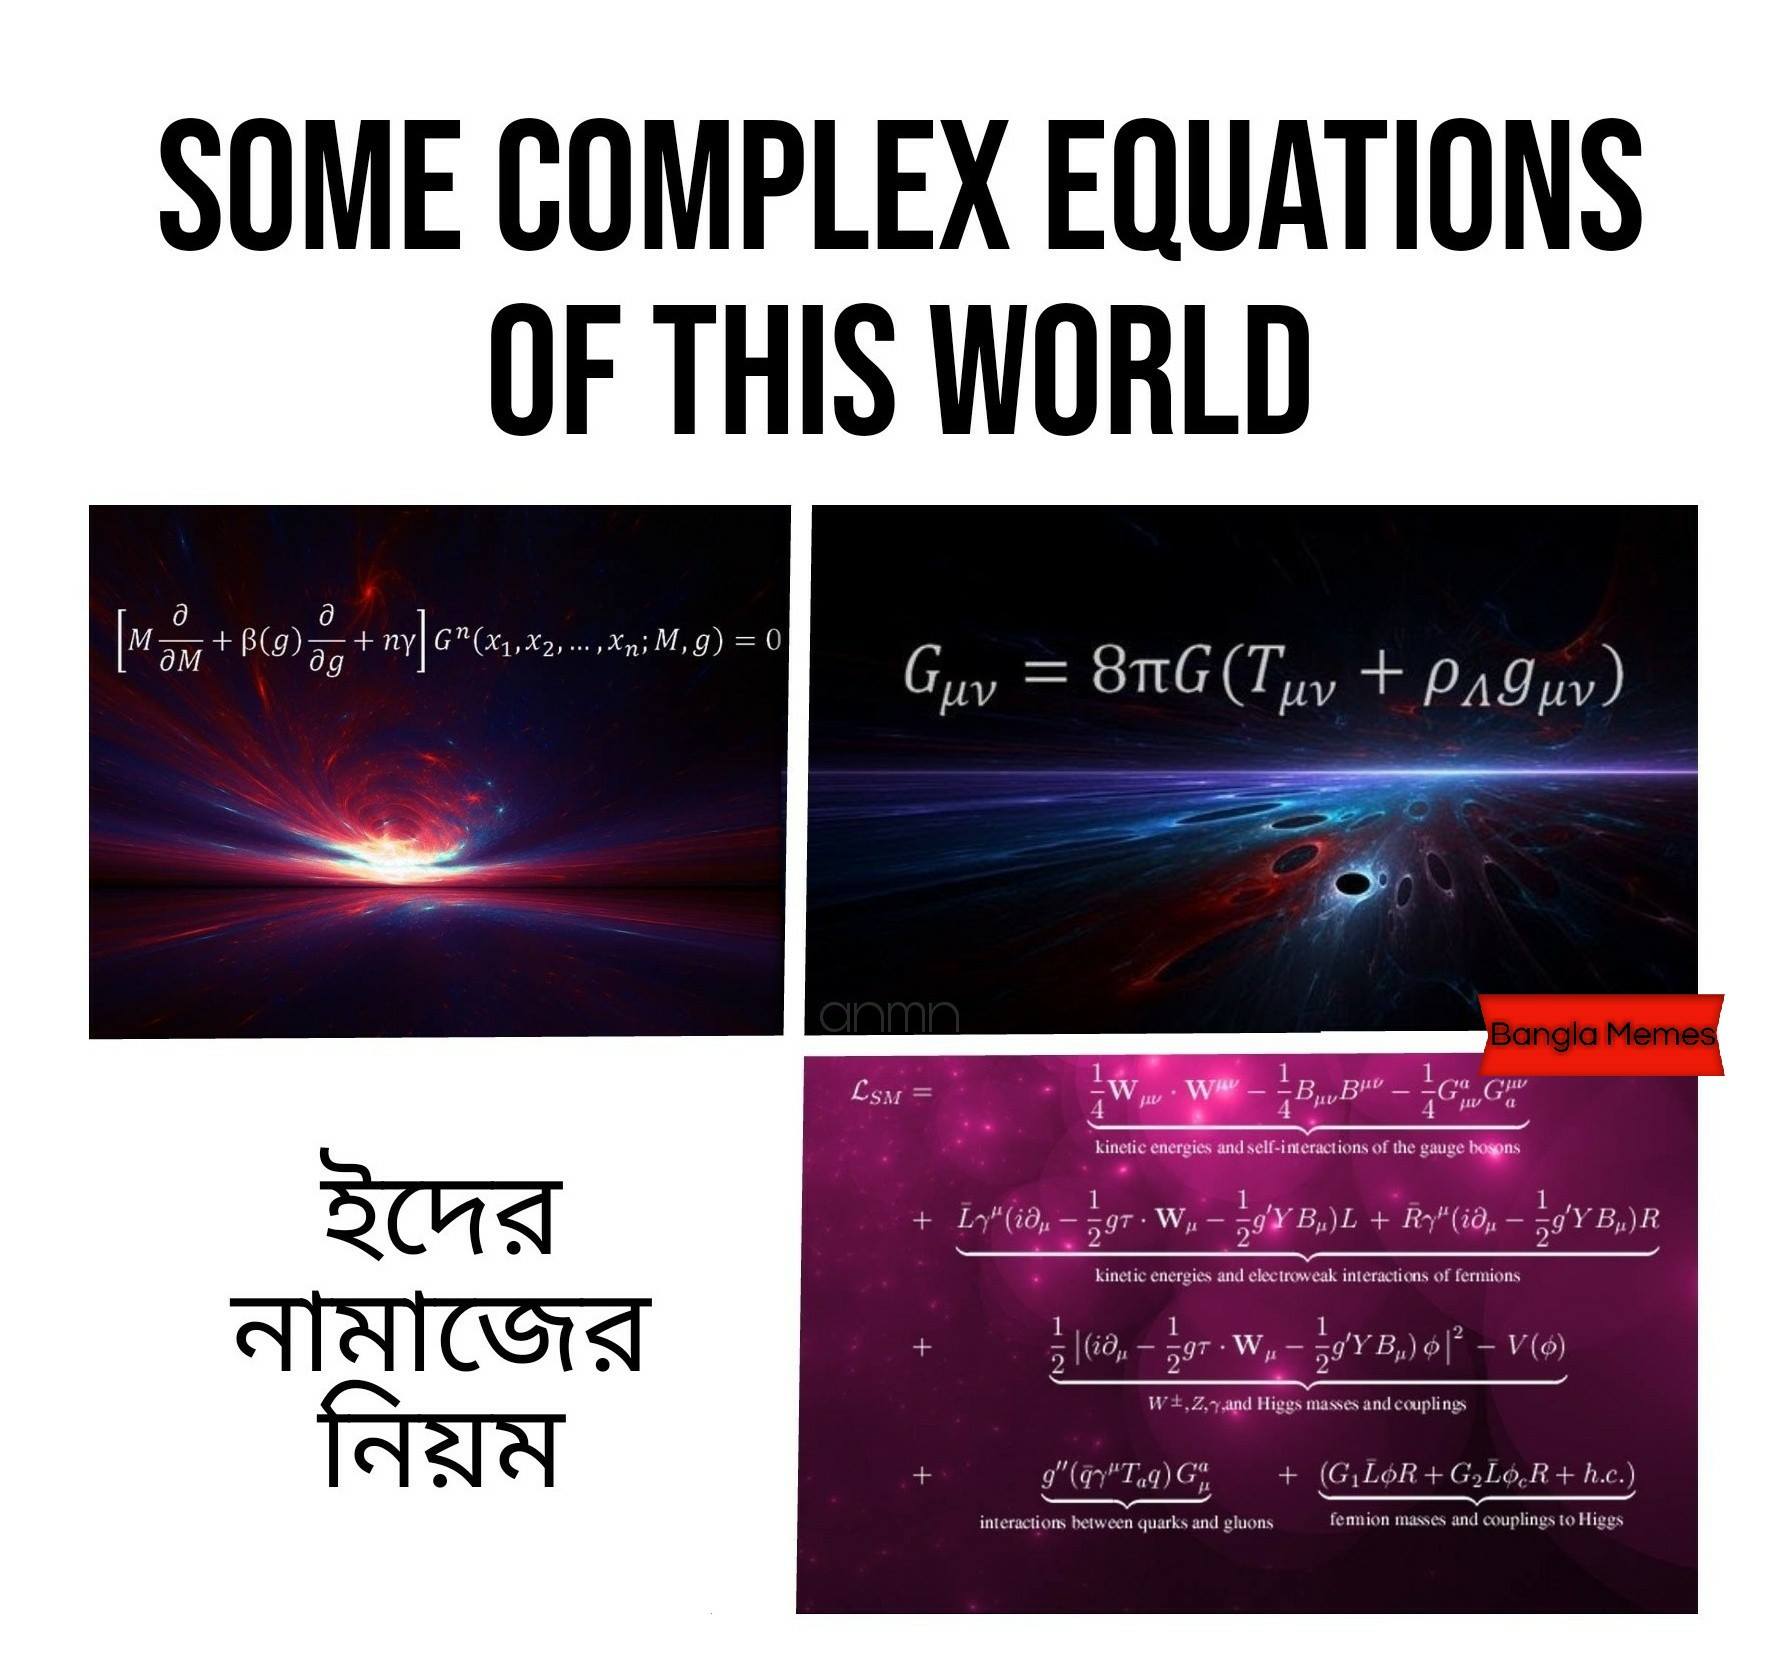 SOME COMPLEX EQUATIONS
OF THIS WORLD
[M ∂/∂M + β(g) ∂/∂g + nγ] Gⁿ(x₁, x₂, ... , xₙ; M, g) = 0
G_μν = 8πG(T_μν + ρ_Λ g_μν)
anmn
Bangla Memes
ইদের
নামাজের
নিয়ম
ℒ_SM = 1/4 W_μν · W^μν − 1/4 B_μν B^μν − 1/4 G^a_μν G^μν_a
kinetic energies and self-interactions of the gauge bosons
+ L̄γ^μ(i∂_μ − 1/2 gτ · W_μ − 1/2 g′Y B_μ)L + R̄γ^μ(i∂_μ − 1/2 g′Y B_μ)R
kinetic energies and electroweak interactions of fermions
+ 1/2 |(i∂_μ − 1/2 gτ · W_μ − 1/2 g′Y B_μ) ϕ|² − V(ϕ)
W^±, Z, γ, and Higgs masses and couplings
+ g″(q̄γ^μ T_a q) G^a_μ + (G₁L̄ϕR + G₂L̄ϕ_cR + h.c.)
interactions between quarks and gluons fermion masses and couplings to Higgs